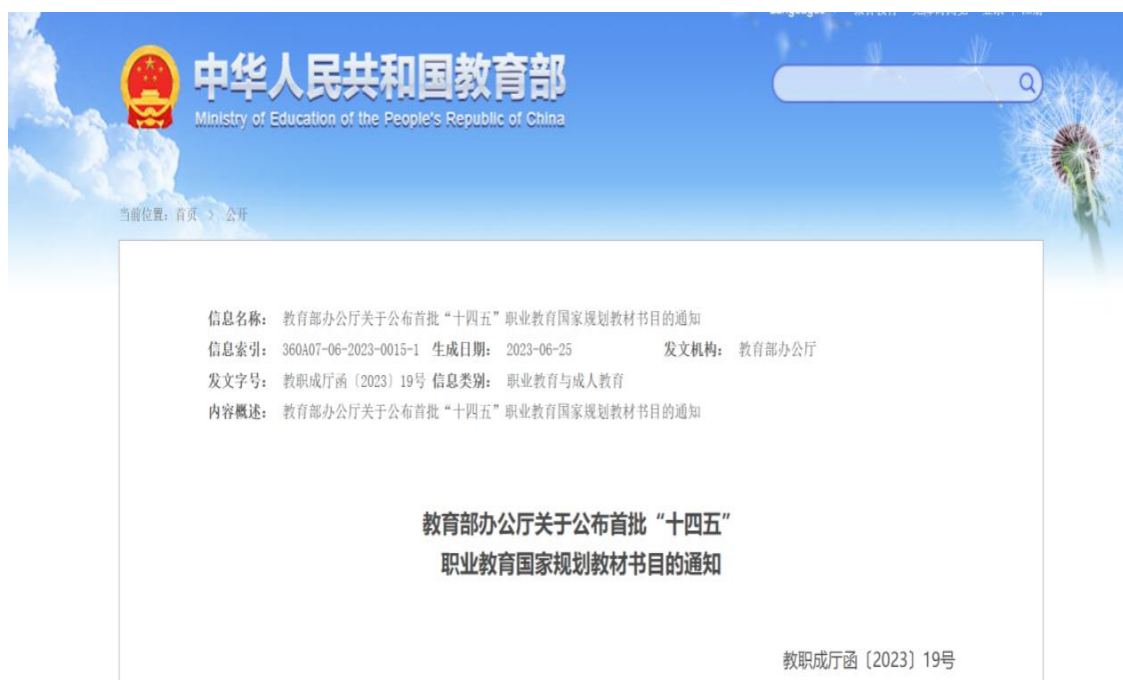 中华人民共和国教育部
Ministry of Education of the People's Republic of China
当前位置：首页 > 公开
信息名称： 教育部办公厅关于公布首批“十四五”职业教育国家规划教材书目的通知
信息索引： 360A07-06-2023-0015-1 生成日期： 2023-06-25 发文机构： 教育部办公厅
发文字号： 教职成厅函〔2023〕19号 信息类别： 职业教育与成人教育
内容概述： 教育部办公厅关于公布首批“十四五”职业教育国家规划教材书目的通知
教育部办公厅关于公布首批“十四五”
职业教育国家规划教材书目的通知
教职成厅函〔2023〕19号